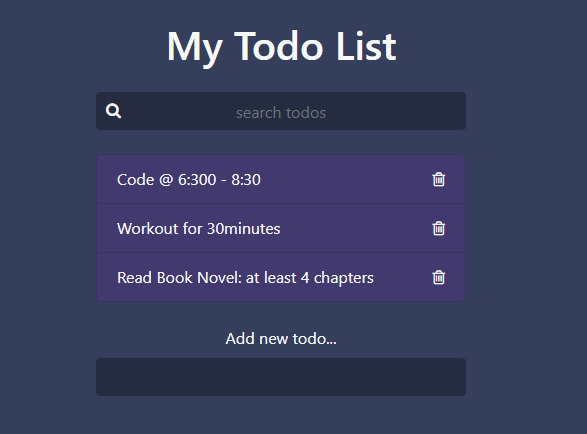 My Todo List
search todos
Code @ 6:300 - 8:30
Workout for 30minutes
Read Book Novel: at least 4 chapters
Add new todo...